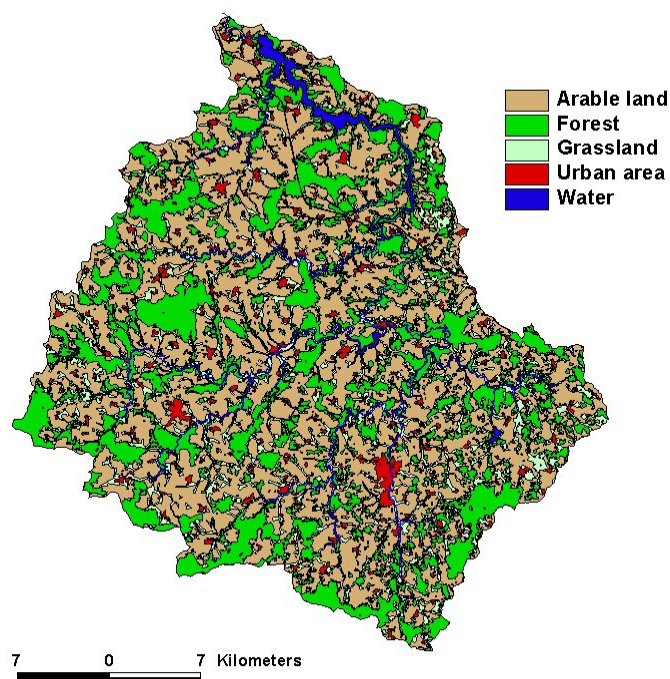 Arable land
Forest
Grassland
Urban area
Water
7 0 7 Kilometers